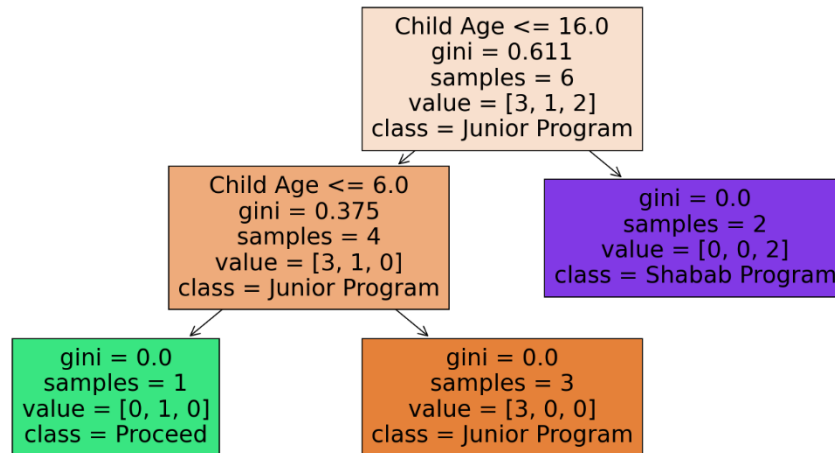 Child Age <= 16.0
gini = 0.611
samples = 6
value = [3, 1, 2]
class = Junior Program
Child Age <= 6.0
gini = 0.375
samples = 4
value = [3, 1, 0]
class = Junior Program
gini = 0.0
samples = 2
value = [0, 0, 2]
class = Shabab Program
gini = 0.0
samples = 1
value = [0, 1, 0]
class = Proceed
gini = 0.0
samples = 3
value = [3, 0, 0]
class = Junior Program